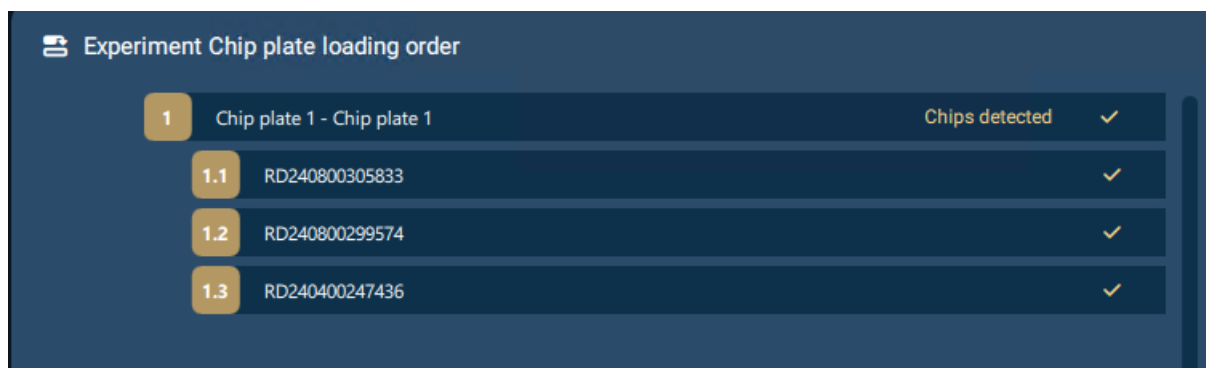 Experiment Chip plate loading order
1 Chip plate 1 - Chip plate 1 Chips detected
1.1 RD240800305833
1.2 RD240800299574
1.3 RD240400247436